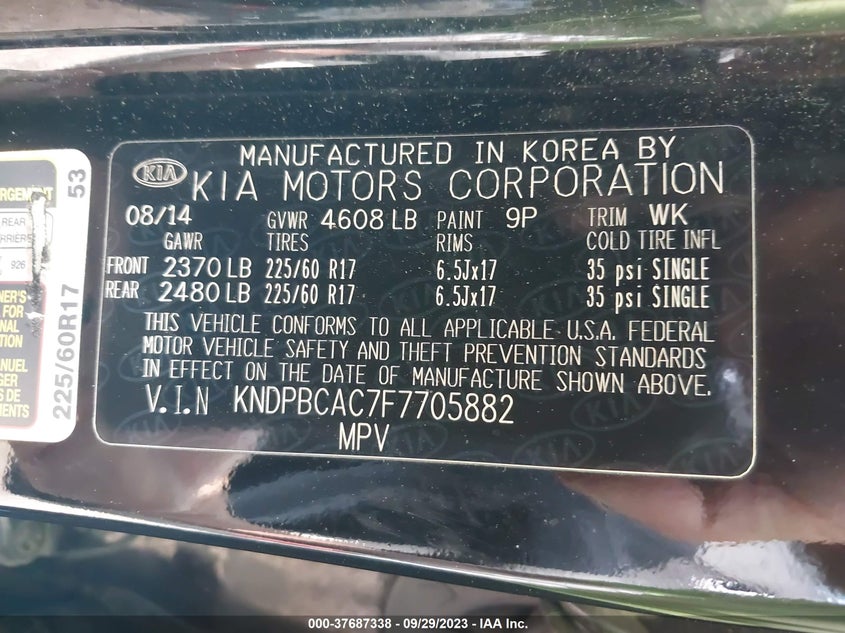 MANUFACTURED IN KOREA BY
KIA KIA MOTORS CORPORATION
08/14 GVWR 4608 LB PAINT 9P TRIM WK
GAWR TIRES RIMS COLD TIRE INFL
FRONT 2370 LB 225/60 R17 6.5Jx17 35 psi SINGLE
REAR 2480 LB 225/60 R17 6.5Jx17 35 psi SINGLE
THIS VEHICLE CONFORMS TO ALL APPLICABLE U.S.A. FEDERAL
MOTOR VEHICLE SAFETY AND THEFT PREVENTION STANDARDS
IN EFFECT ON THE DATE OF MANUFACTURE SHOWN ABOVE.
V.I.N KNDPBCAC7F7705882
MPV
53
225/60R17
REAR
926
FOR
MANUEL
000-37687338 - 09/29/2023 - IAA Inc.